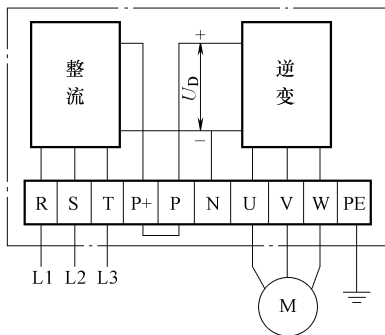 整流
逆变
+
U_D
−
R S T P+ P N U V W PE
L1 L2 L3
M